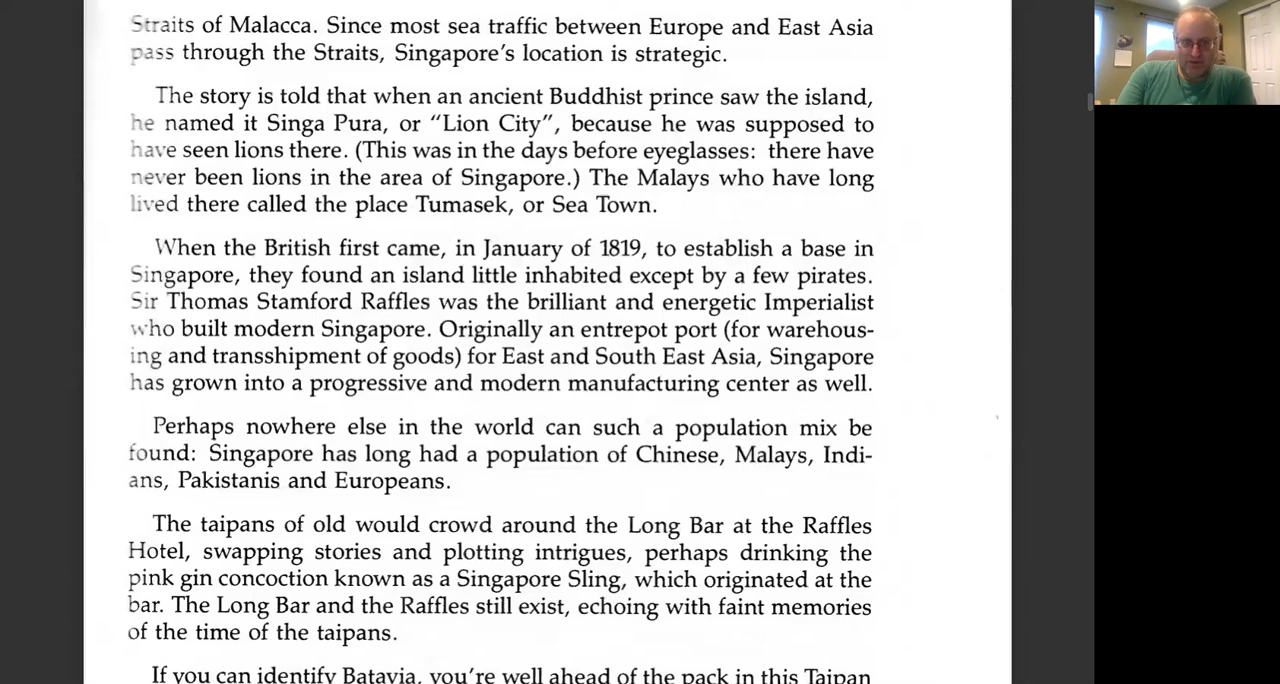 Straits of Malacca. Since most sea traffic between Europe and East Asia
pass through the Straits, Singapore's location is strategic.
The story is told that when an ancient Buddhist prince saw the island,
he named it Singa Pura, or “Lion City”, because he was supposed to
have seen lions there. (This was in the days before eyeglasses: there have
never been lions in the area of Singapore.) The Malays who have long
lived there called the place Tumasek, or Sea Town.
When the British first came, in January of 1819, to establish a base in
Singapore, they found an island little inhabited except by a few pirates.
Sir Thomas Stamford Raffles was the brilliant and energetic Imperialist
who built modern Singapore. Originally an entrepot port (for warehous-
ing and transshipment of goods) for East and South East Asia, Singapore
has grown into a progressive and modern manufacturing center as well.
Perhaps nowhere else in the world can such a population mix be
found: Singapore has long had a population of Chinese, Malays, Indi-
ans, Pakistanis and Europeans.
The taipans of old would crowd around the Long Bar at the Raffles
Hotel, swapping stories and plotting intrigues, perhaps drinking the
pink gin concoction known as a Singapore Sling, which originated at the
bar. The Long Bar and the Raffles still exist, echoing with faint memories
of the time of the taipans.
If you can identify Batavia, you're well ahead of the pack in this Taipan